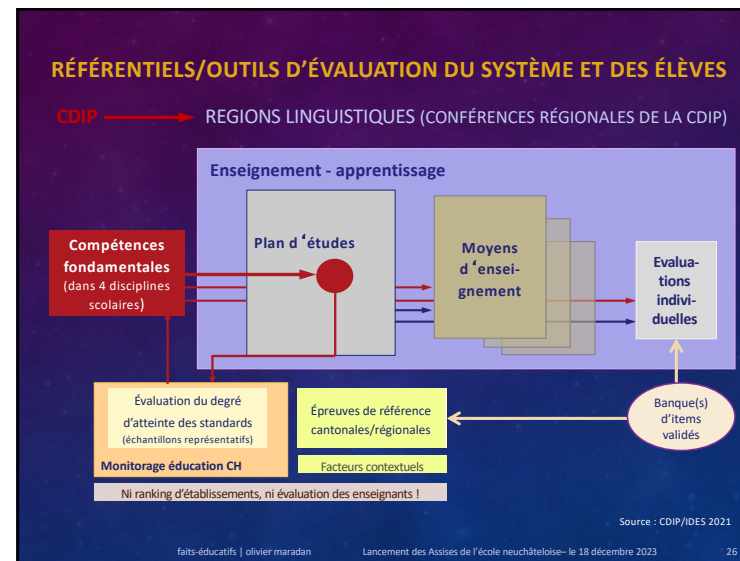 RÉFÉRENTIELS/OUTILS D'ÉVALUATION DU SYSTÈME ET DES ÉLÈVES
CDIP REGIONS LINGUISTIQUES (CONFÉRENCES RÉGIONALES DE LA CDIP)
Enseignement - apprentissage
Compétences
fondamentales
(dans 4 disciplines
scolaires)
Plan d'études
Moyens
d'ensei-
gnement
Evalua-
tions
indivi-
duelles
Évaluation du degré
d'atteinte des standards
(échantillons représentatifs)
Monitorage éducation CH
Épreuves de référence
cantonales/régionales
Facteurs contextuels
Banque(s)
d'items
validés
Ni ranking d'établissements, ni évaluation des enseignants !
Source : CDIP/IDES 2021
faits-éducatifs | olivier maradan Lancement des Assises de l'école neuchâteloise– le 18 décembre 2023 26